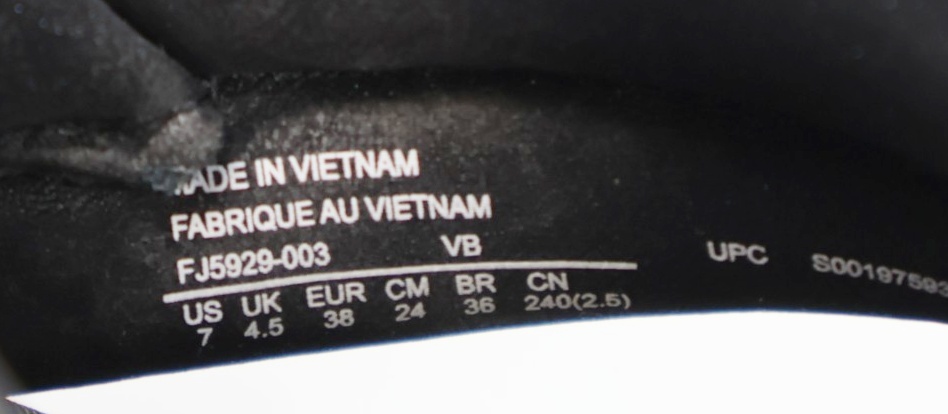 MADE IN VIETNAM
FABRIQUE AU VIETNAM
FJ5929-003 VB
US UK EUR CM BR CN
7 4.5 38 24 36 240(2.5)
UPC S00197593